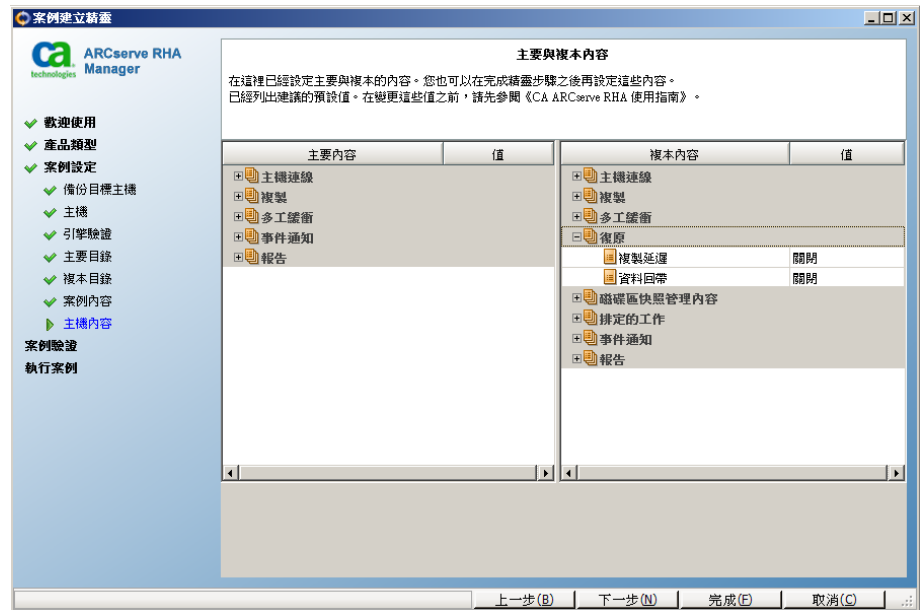 案例建立精靈
ca
technologies
ARCserve RHA
Manager
歡迎使用
產品類型
案例設定
備份目標主機
主機
引擎驗證
主要目錄
複本目錄
案例內容
主機內容
案例驗證
執行案例
主要與複本內容
在這裡已經設定主要與複本的內容。您也可以在完成精靈步驟之後再設定這些內容。
已經列出建議的預設值。在變更這些值之前，請先參閱《CA ARCserve RHA 使用指南》。
主要內容 值
主機連線
複製
多工緩衝
事件通知
報告
複本內容 值
主機連線
複製
多工緩衝
復原
複製延遲 關閉
資料回帶 關閉
磁碟區快照管理內容
排定的工作
事件通知
報告
上一步(B) 下一步(N) 完成(F) 取消(C)